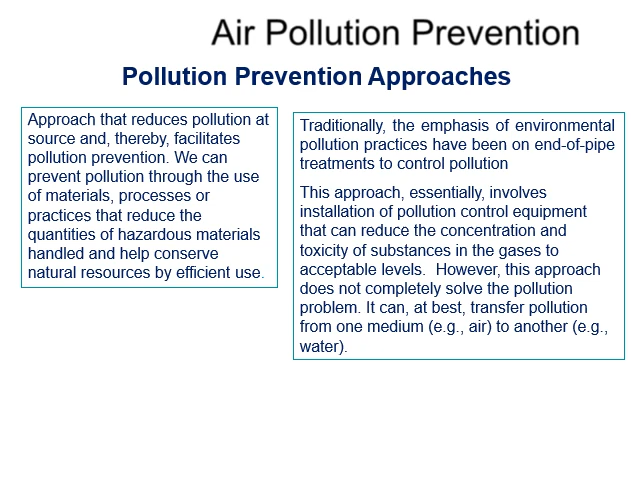 Air Pollution Prevention
Pollution Prevention Approaches
Approach that reduces pollution at
source and, thereby, facilitates
pollution prevention. We can
prevent pollution through the use
of materials, processes or
practices that reduce the
quantities of hazardous materials
handled and help conserve
natural resources by efficient use.
Traditionally, the emphasis of environmental
pollution practices have been on end-of-pipe
treatments to control pollution
This approach, essentially, involves
installation of pollution control equipment
that can reduce the concentration and
toxicity of substances in the gases to
acceptable levels.  However, this approach
does not completely solve the pollution
problem. It can, at best, transfer pollution
from one medium (e.g., air) to another (e.g.,
water).